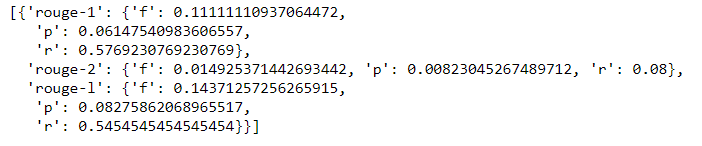 [{'rouge-1': {'f': 0.11111110937064472,
'p': 0.06147540983606557,
'r': 0.5769230769230769},
'rouge-2': {'f': 0.014925371442693442, 'p': 0.00823045267489712, 'r': 0.08},
'rouge-l': {'f': 0.14371257256265915,
'p': 0.08275862068965517,
'r': 0.5454545454545454}}]